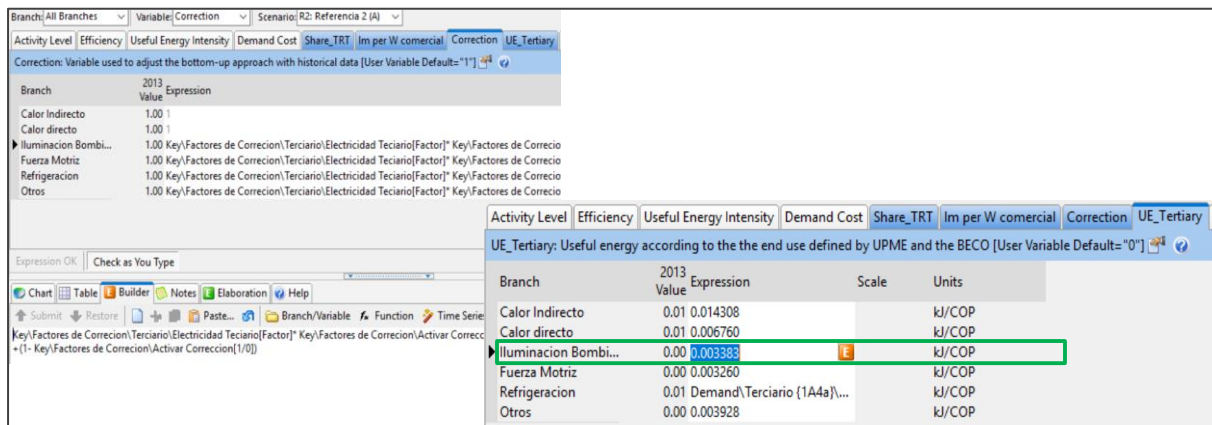 Branch: All Branches Variable: Correction Scenario: R2: Referencia 2 (A)
Activity Level Efficiency Useful Energy Intensity Demand Cost Share_TRT Im per W comercial Correction UE_Tertiary
Correction: Variable used to adjust the bottom-up approach with historical data [User Variable Default="1"]
Branch 2013 Value Expression
Calor Indirecto 1.00 1
Calor directo 1.00 1
Iluminacion Bombi... 1.00 Key\Factores de Correcion\Terciario\Electricidad Teciario[Factor]* Key\Factores de Correcio
Fuerza Motriz 1.00 Key\Factores de Correcion\Terciario\Electricidad Teciario[Factor]* Key\Factores de Correcio
Refrigeracion 1.00 Key\Factores de Correcion\Terciario\Electricidad Teciario[Factor]* Key\Factores de Correcio
Otros 1.00 Key\Factores de Correcion\Terciario\Electricidad Teciario[Factor]* Key\Factores de Correcio
Expression OK Check as You Type
Chart Table Builder Notes Elaboration Help
Submit Restore Paste... Branch/Variable Function Time Serie
Key\Factores de Correcion\Terciario\Electricidad Teciario[Factor]* Key\Factores de Correcion\Activar Correcc
+(1- Key\Factores de Correcion\Activar Correccion[1/0])
Activity Level Efficiency Useful Energy Intensity Demand Cost Share_TRT Im per W comercial Correction UE_Tertiary
UE_Tertiary: Useful energy according to the the end use defined by UPME and the BECO [User Variable Default="0"]
Branch 2013 Value Expression Scale Units
Calor Indirecto 0.01 0.014308 kJ/COP
Calor directo 0.01 0.006760 kJ/COP
Iluminacion Bombi... 0.00 0.003383 E kJ/COP
Fuerza Motriz 0.00 0.003260 kJ/COP
Refrigeracion 0.01 Demand\Terciario {1A4a}\... kJ/COP
Otros 0.00 0.003928 kJ/COP